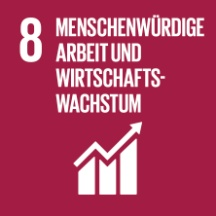 8 MENSCHENWÜRDIGE
ARBEIT UND
WIRTSCHAFTS-
WACHSTUM